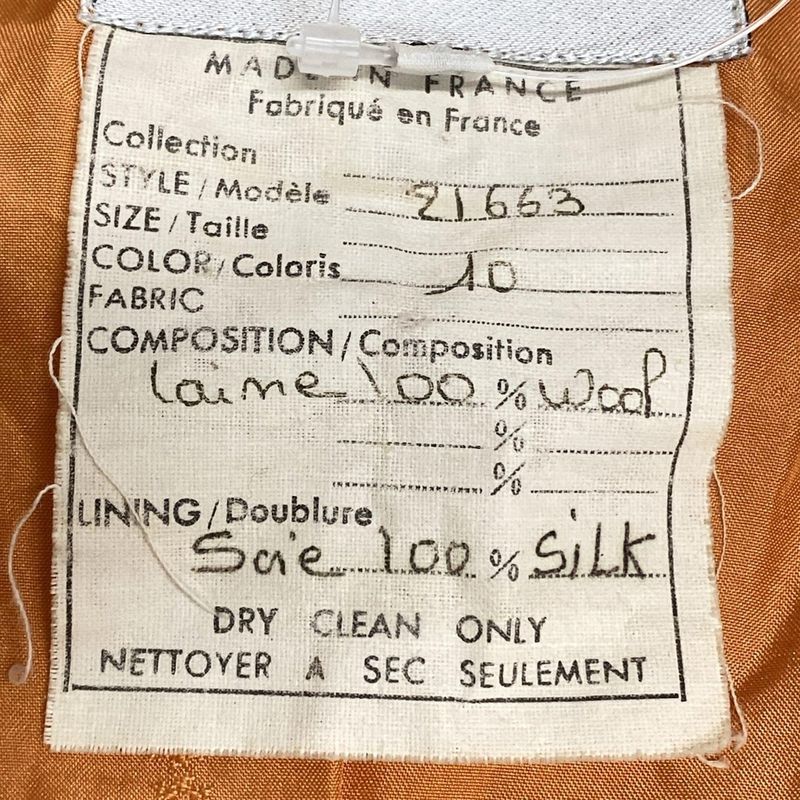 MADE IN FRANCE
Fabriqué en France
Collection
STYLE / Modèle 21663
SIZE / Taille
COLOR / Coloris 10
FABRIC
COMPOSITION / Composition
laine 100 % Wool
%
%
LINING / Doublure
Soie 100 % SiLK
DRY CLEAN ONLY
NETTOYER A SEC SEULEMENT